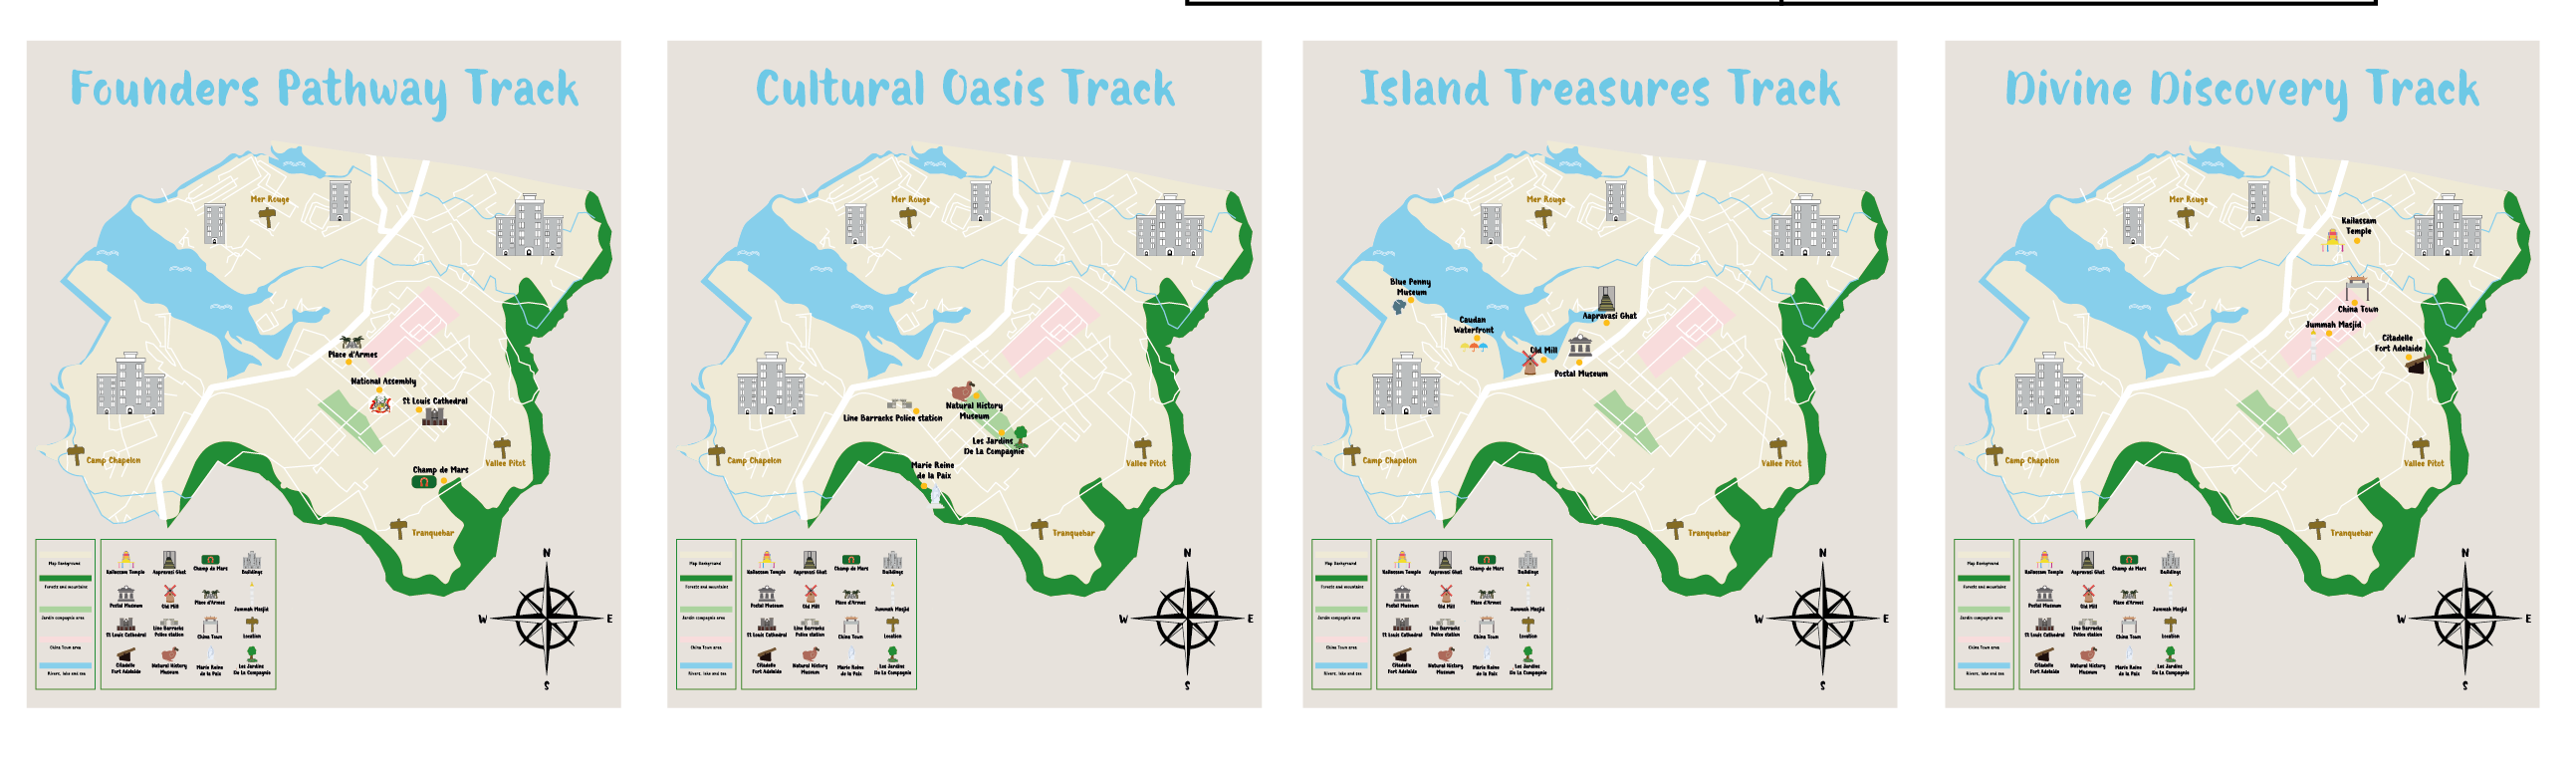 Founders Pathway Track
Mer Rouge
Place d'Armes
National Assembly
St Louis Cathedral
Camp Chapelon
Vallee Pitot
Champ de Mars
Tranquebar
Map Background
Forests and mountains
Jardin compagnie area
China Town area
Rivers, lake and sea
Kailassam Temple
Aapravasi Ghat
Champ de Mars
Buildings
Postal Museum
Old Mill
Place d'Armes
Jummah Masjid
St Louis Cathedral
Line Barracks
Police station
China Town
Location
Citadelle
Fort Adelaide
Natural History
Museum
Marie Reine
de la Paix
Les Jardins
De La Compagnie
N
W
E
S
Cultural Oasis Track
Mer Rouge
Natural History
Museum
Line Barracks Police station
Les Jardins
De La Compagnie
Camp Chapelon
Marie Reine
de la Paix
Vallee Pitot
Tranquebar
Map Background
Forests and mountains
Jardin compagnie area
China Town area
Rivers, lake and sea
Kailassam Temple
Aapravasi Ghat
Champ de Mars
Buildings
Postal Museum
Old Mill
Place d'Armes
Jummah Masjid
St Louis Cathedral
Line Barracks
Police station
China Town
Location
Citadelle
Fort Adelaide
Natural History
Museum
Marie Reine
de la Paix
Les Jardins
De La Compagnie
N
W
E
S
Island Treasures Track
Mer Rouge
Blue Penny
Museum
Caudan
Waterfront
Aapravasi Ghat
Old Mill
Postal Museum
Camp Chapelon
Vallee Pitot
Tranquebar
Map Background
Forests and mountains
Jardin compagnie area
China Town area
Rivers, lake and sea
Kailassam Temple
Aapravasi Ghat
Champ de Mars
Buildings
Postal Museum
Old Mill
Place d'Armes
Jummah Masjid
St Louis Cathedral
Line Barracks
Police station
China Town
Location
Citadelle
Fort Adelaide
Natural History
Museum
Marie Reine
de la Paix
Les Jardins
De La Compagnie
N
W
E
S
Divine Discovery Track
Mer Rouge
Kailassam
Temple
China Town
Jummah Masjid
Citadelle
Fort Adelaide
Camp Chapelon
Vallee Pitot
Tranquebar
Map Background
Forests and mountains
Jardin compagnie area
China Town area
Rivers, lake and sea
Kailassam Temple
Aapravasi Ghat
Champ de Mars
Buildings
Postal Museum
Old Mill
Place d'Armes
Jummah Masjid
St Louis Cathedral
Line Barracks
Police station
China Town
Location
Citadelle
Fort Adelaide
Natural History
Museum
Marie Reine
de la Paix
Les Jardins
De La Compagnie
N
W
E
S